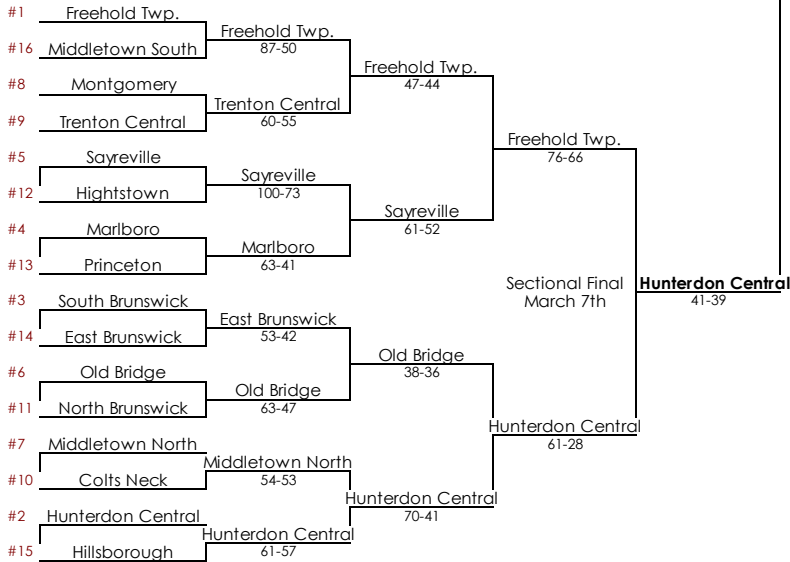 #1 Freehold Twp.
#16 Middletown South
Freehold Twp.
87-50
#8 Montgomery
#9 Trenton Central
Trenton Central
60-55
Freehold Twp.
47-44
#5 Sayreville
#12 Hightstown
Sayreville
100-73
#4 Marlboro
#13 Princeton
Marlboro
63-41
Sayreville
61-52
Freehold Twp.
76-66
#3 South Brunswick
#14 East Brunswick
East Brunswick
53-42
#6 Old Bridge
#11 North Brunswick
Old Bridge
63-47
Old Bridge
38-36
#7 Middletown North
#10 Colts Neck
Middletown North
54-53
#2 Hunterdon Central
#15 Hillsborough
Hunterdon Central
61-57
Hunterdon Central
70-41
Hunterdon Central
61-28
Sectional Final
March 7th
Hunterdon Central
41-39